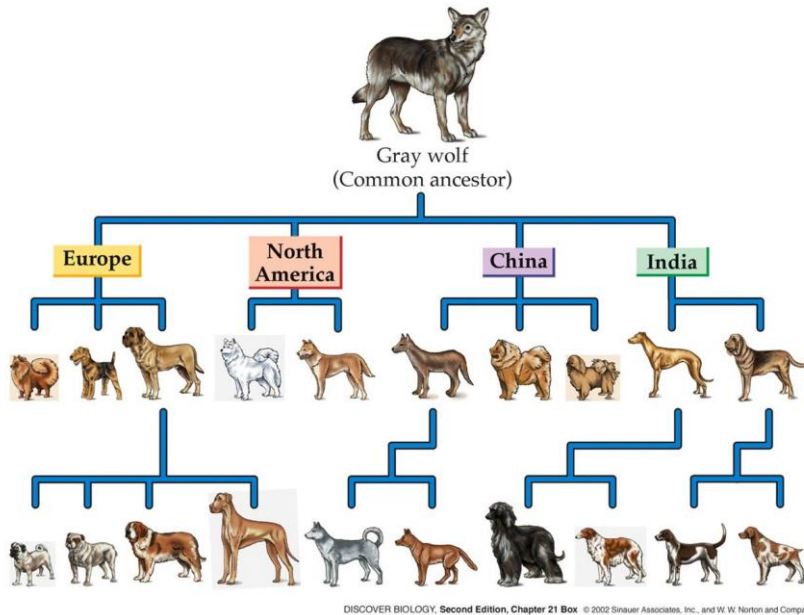 Gray wolf
(Common ancestor)
Europe
North
America
China
India
DISCOVER BIOLOGY, Second Edition, Chapter 21 Box © 2002 Sinauer Associates, Inc., and W. W. Norton and Compa